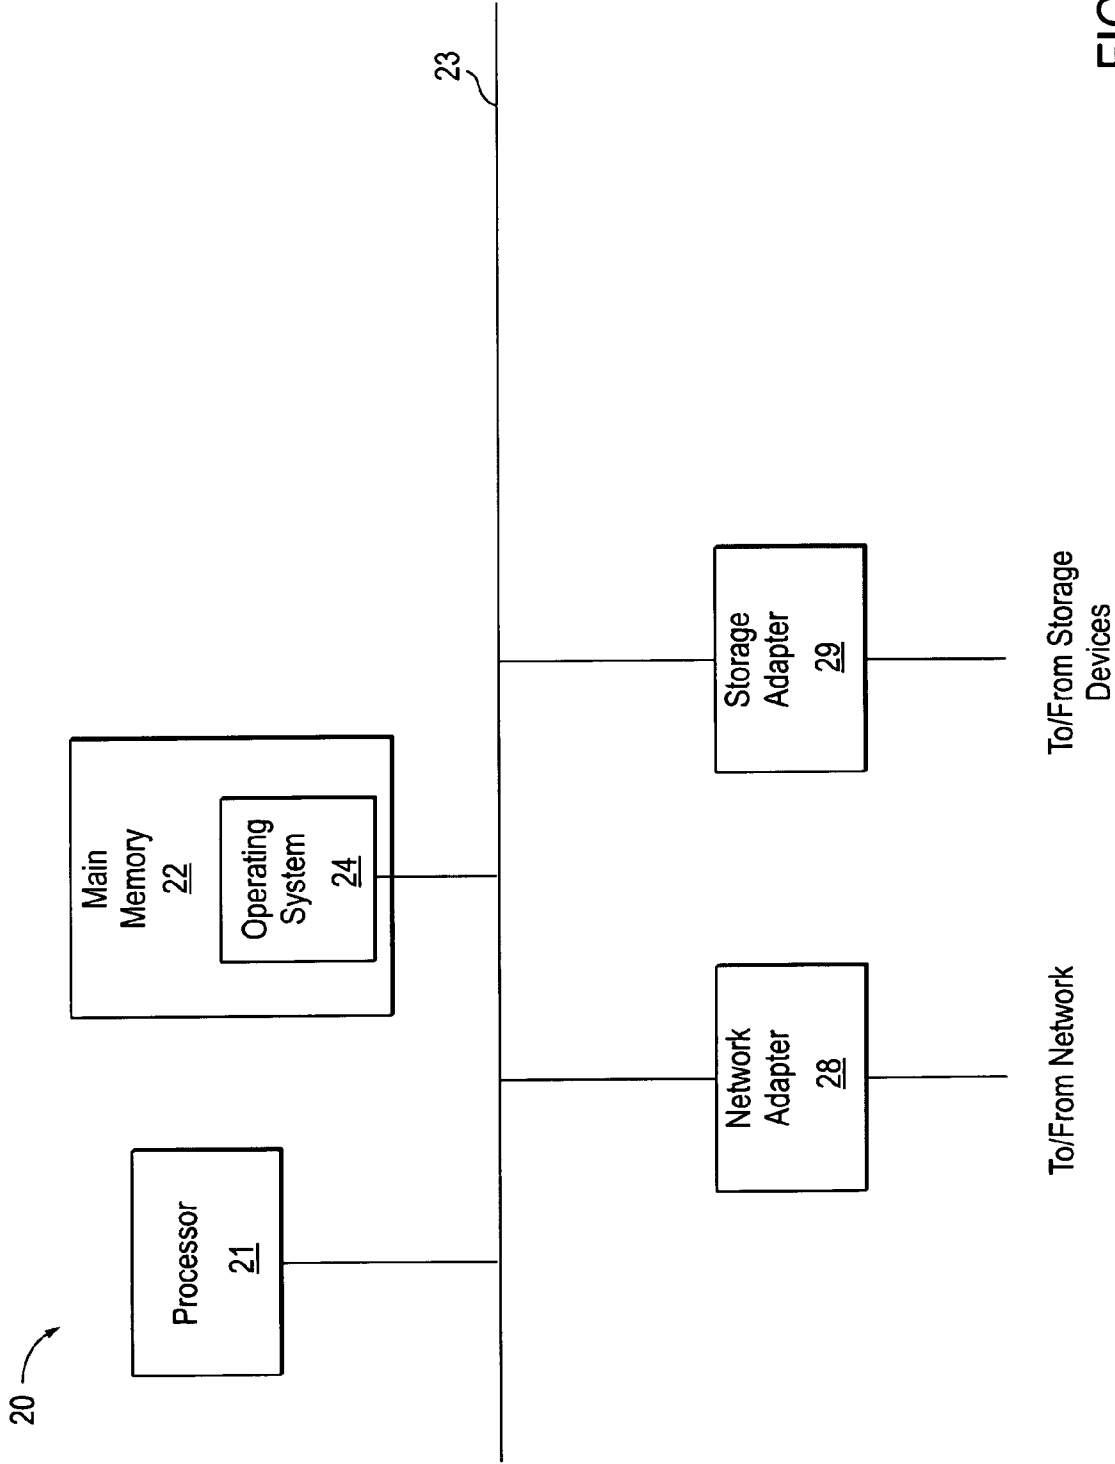 20
Processor
21
Main
Memory
22
Operating
System
24
23
Network
Adapter
28
Storage
Adapter
29
To/From Network
To/From Storage
Devices